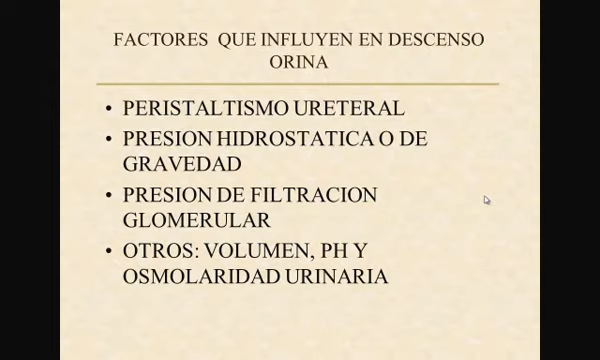 FACTORES QUE INFLUYEN EN DESCENSO
ORINA
• PERISTALTISMO URETERAL
• PRESION HIDROSTATICA O DE
GRAVEDAD
• PRESION DE FILTRACION
GLOMERULAR
• OTROS: VOLUMEN, PH Y
OSMOLARIDAD URINARIA